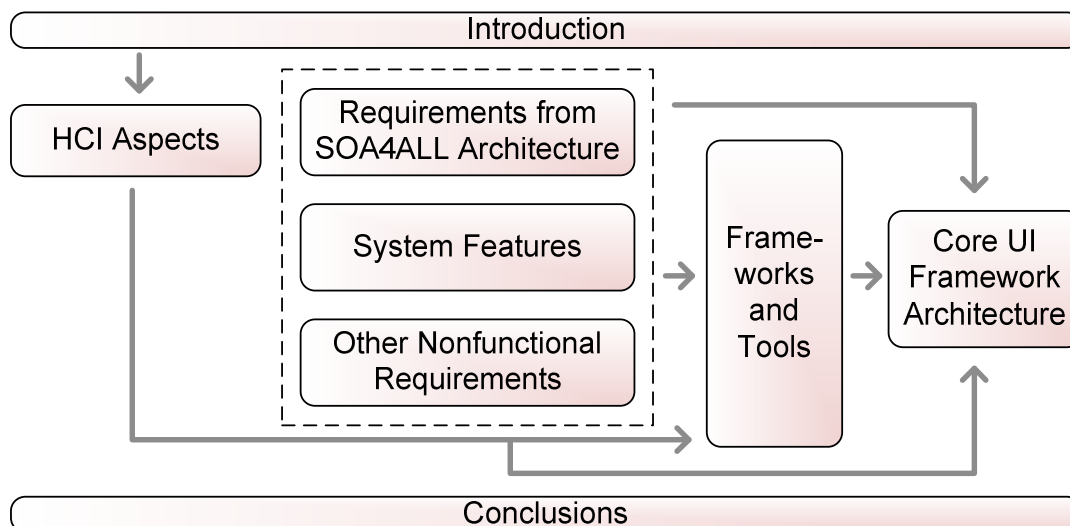 Introduction
HCI Aspects
Requirements from
SOA4ALL Architecture
System Features
Other Nonfunctional
Requirements
Frame-
works
and
Tools
Core UI
Framework
Architecture
Conclusions